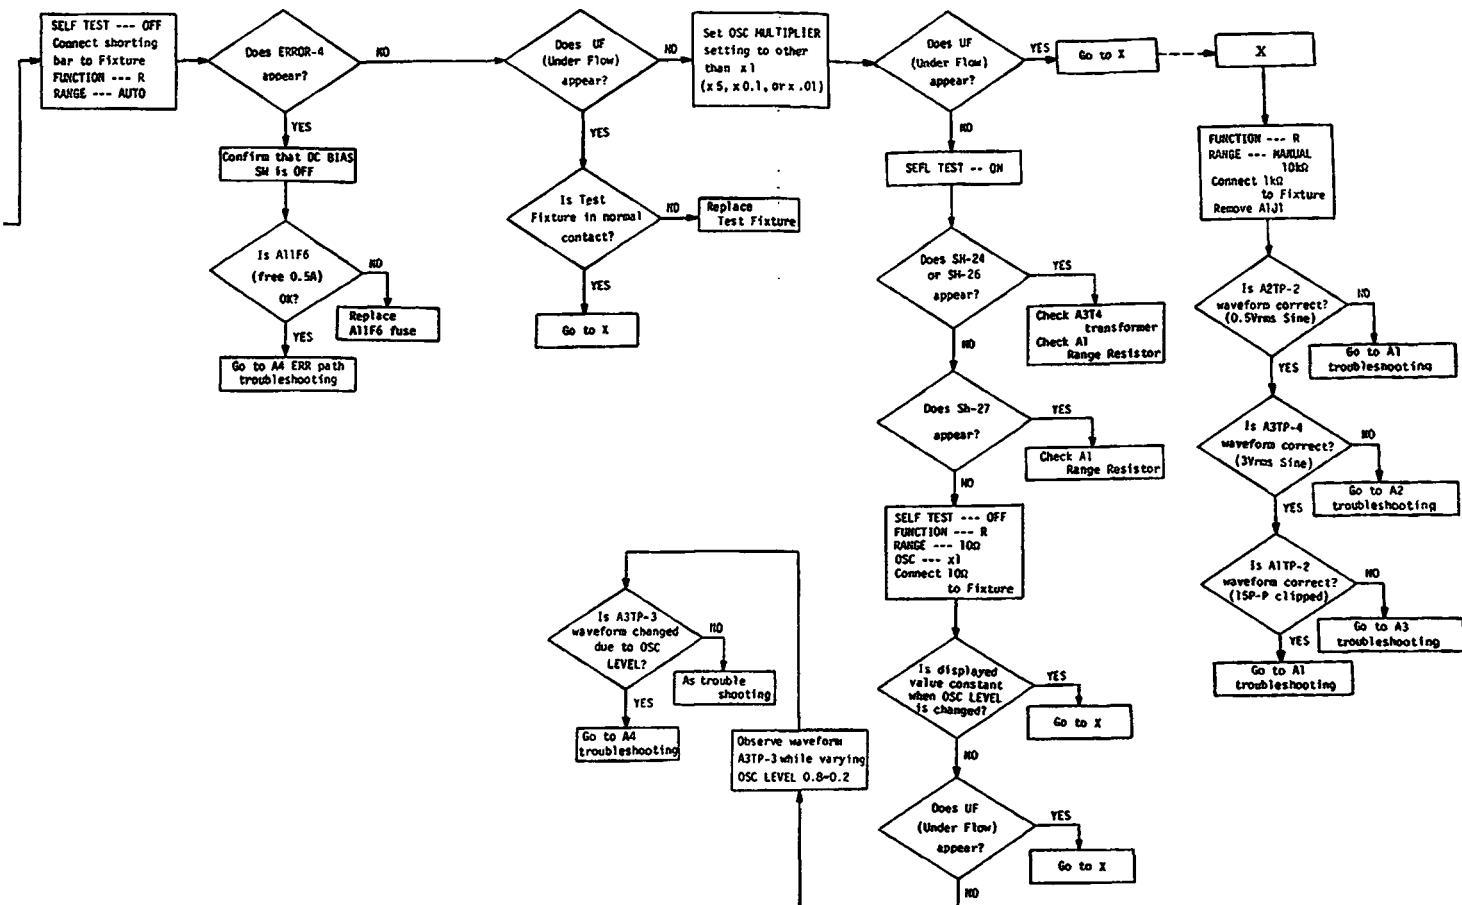 SELF TEST --- OFF
Connect shorting
bar to Fixture
FUNCTION --- R
RANGE --- AUTO
Does ERROR-4
appear?
NO
YES
Confirm that DC BIAS
SW is OFF
Is A11F6
(free 0.5A)
OK?
NO
Replace
A11F6 fuse
YES
Go to A4 ERR path
troubleshooting
Does UF
(Under Flow)
appear?
NO
YES
Is Test
Fixture in normal
contact?
NO
Replace
Test Fixture
YES
Go to X
Set OSC MULTIPLIER
setting to other
than x1
(x5, x0.1, or x.01)
Does UF
(Under Flow)
appear?
YES
Go to X
NO
SEFL TEST -- ON
Does SH-24
or SH-26
appear?
YES
Check A3T4
transformer
Check A1
Range Resistor
NO
Does Sh-27
appear?
YES
Check A1
Range Resistor
NO
SELF TEST --- OFF
FUNCTION --- R
RANGE --- 10Ω
OSC --- x1
Connect 10Ω
to Fixture
Is displayed
value constant
when OSC LEVEL
is changed?
YES
Go to X
NO
Does UF
(Under Flow)
appear?
YES
Go to X
NO
Observe waveform
A3TP-3 while varying
OSC LEVEL 0.8-0.2
Is A3TP-3
waveform changed
due to OSC
LEVEL?
NO
As trouble
shooting
YES
Go to A4
troubleshooting
X
FUNCTION --- R
RANGE --- MANUAL
10kΩ
Connect 1kΩ
to Fixture
Remove A1J1
Is A2TP-2
waveform correct?
(0.5Vrms Sine)
NO
Go to A1
troubleshooting
YES
Is A3TP-4
waveform correct?
(3Vrms Sine)
NO
Go to A2
troubleshooting
YES
Is A1TP-2
waveform correct?
(15P-P clipped)
NO
Go to A3
troubleshooting
YES
Go to A1
troubleshooting